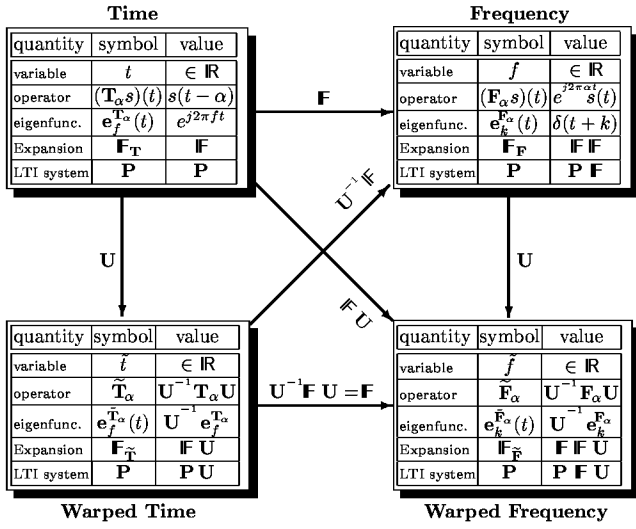 Time
quantity symbol value
variable t ∈ ℝ
operator (T_α s)(t) s(t−α)
eigenfunc. e_f^{T_α}(t) e^{j2πft}
Expansion 𝔽_T 𝔽
LTI system P P
Frequency
quantity symbol value
variable f ∈ ℝ
operator (F_α s)(t) e^{j2παt} s(t)
eigenfunc. e_k^{F_α}(t) δ(t+k)
Expansion 𝔽_F 𝔽 𝔽
LTI system P P 𝔽
𝔽
U
U^{-1} 𝔽
𝔽 U
U
U^{-1} 𝔽 U = 𝔽
quantity symbol value
variable t̃ ∈ ℝ
operator T̃_α U^{-1} T_α U
eigenfunc. e_f^{T̃_α}(t) U^{-1} e_f^{T_α}
Expansion 𝔽_T̃ 𝔽 U
LTI system P P U
Warped Time
quantity symbol value
variable f̃ ∈ ℝ
operator F̃_α U^{-1} F_α U
eigenfunc. e_k^{F̃_α}(t) U^{-1} e_k^{F_α}
Expansion 𝔽_F̃ 𝔽 𝔽 U
LTI system P P 𝔽 U
Warped Frequency